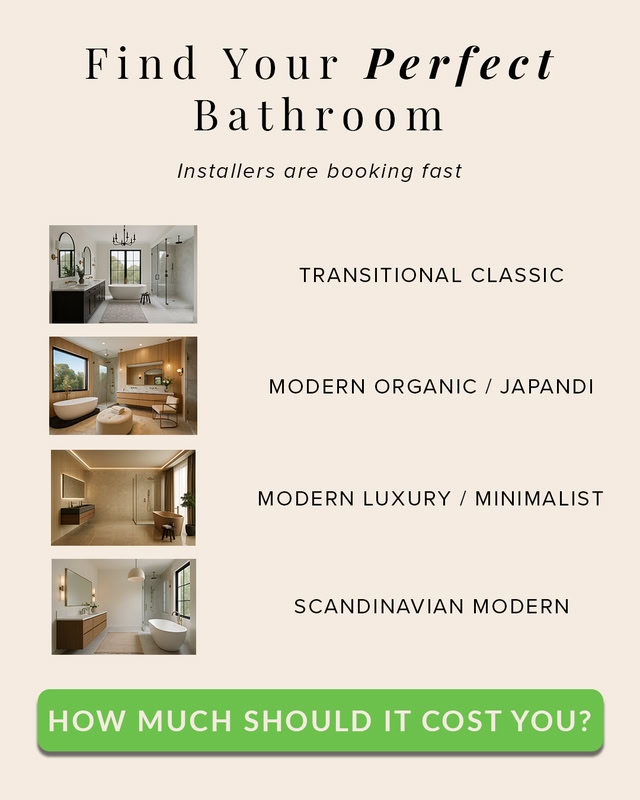 Find Your Perfect
Bathroom
Installers are booking fast
TRANSITIONAL CLASSIC
MODERN ORGANIC / JAPANDI
MODERN LUXURY / MINIMALIST
SCANDINAVIAN MODERN
HOW MUCH SHOULD IT COST YOU?